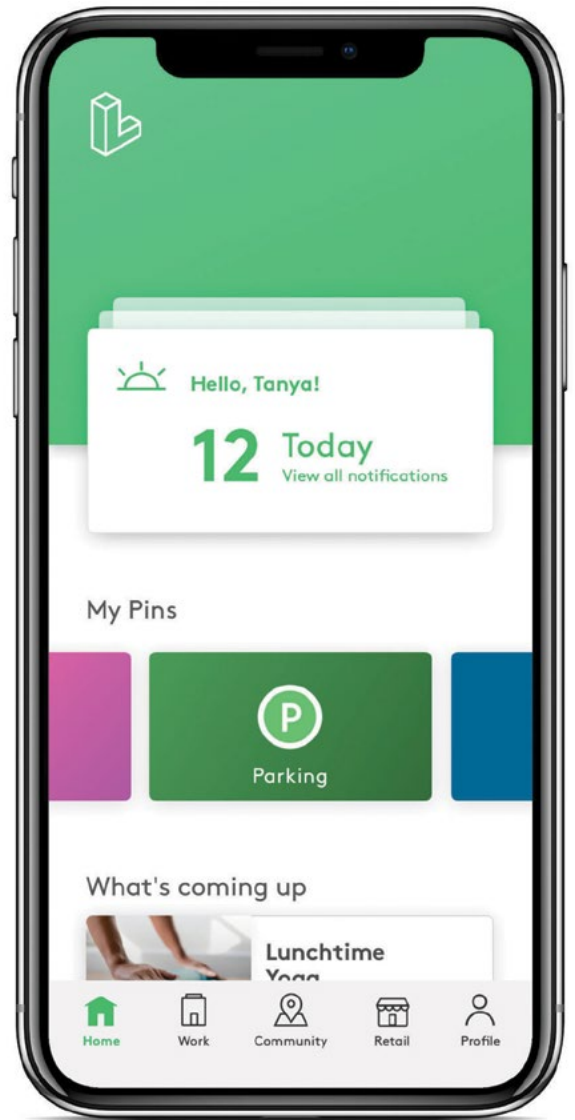 Hello, Tanya!
12 Today
View all notifications
My Pins
P
Parking
What's coming up
Lunchtime
Yoga
Home Work Community Retail Profile